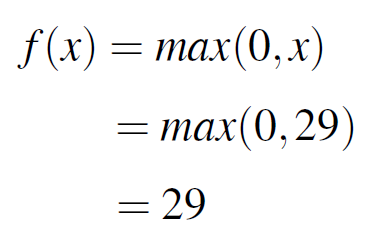 f(x) = max(0,x)
= max(0,29)
= 29